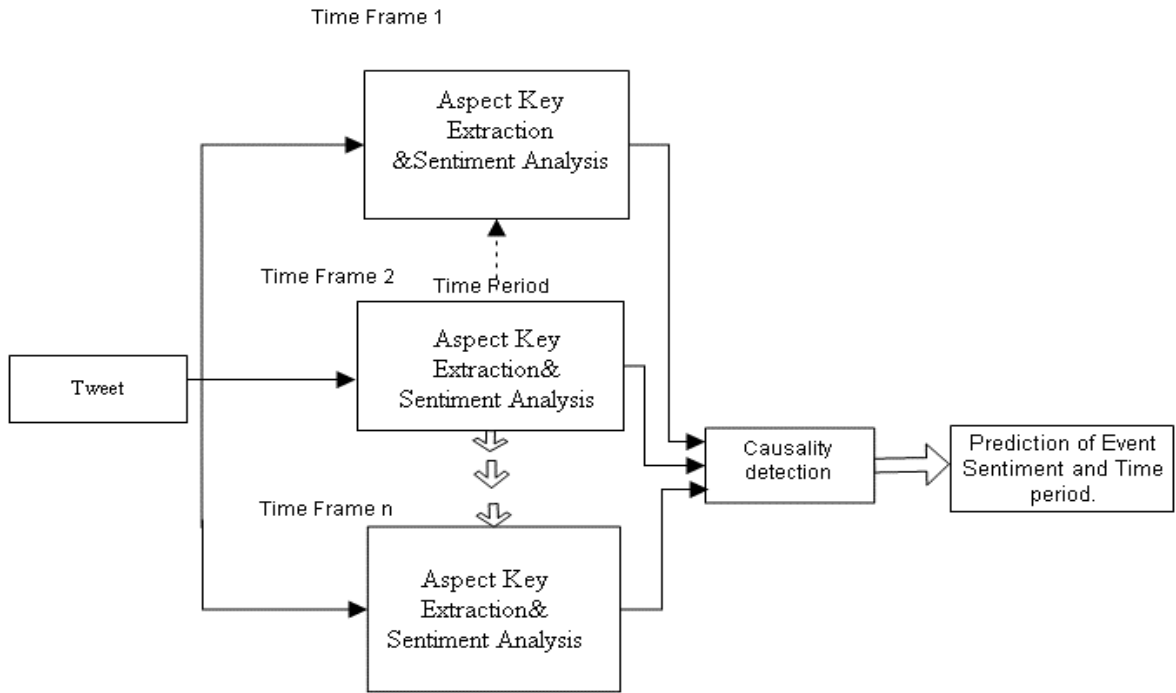 Time Frame 1
Aspect Key
Extraction
&Sentiment Analysis
Time Frame 2
Time Period
Aspect Key
Extraction&
Sentiment Analysis
Tweet
Time Frame n
Aspect Key
Extraction&
Sentiment Analysis
Causality
detection
Prediction of Event
Sentiment and Time
period.